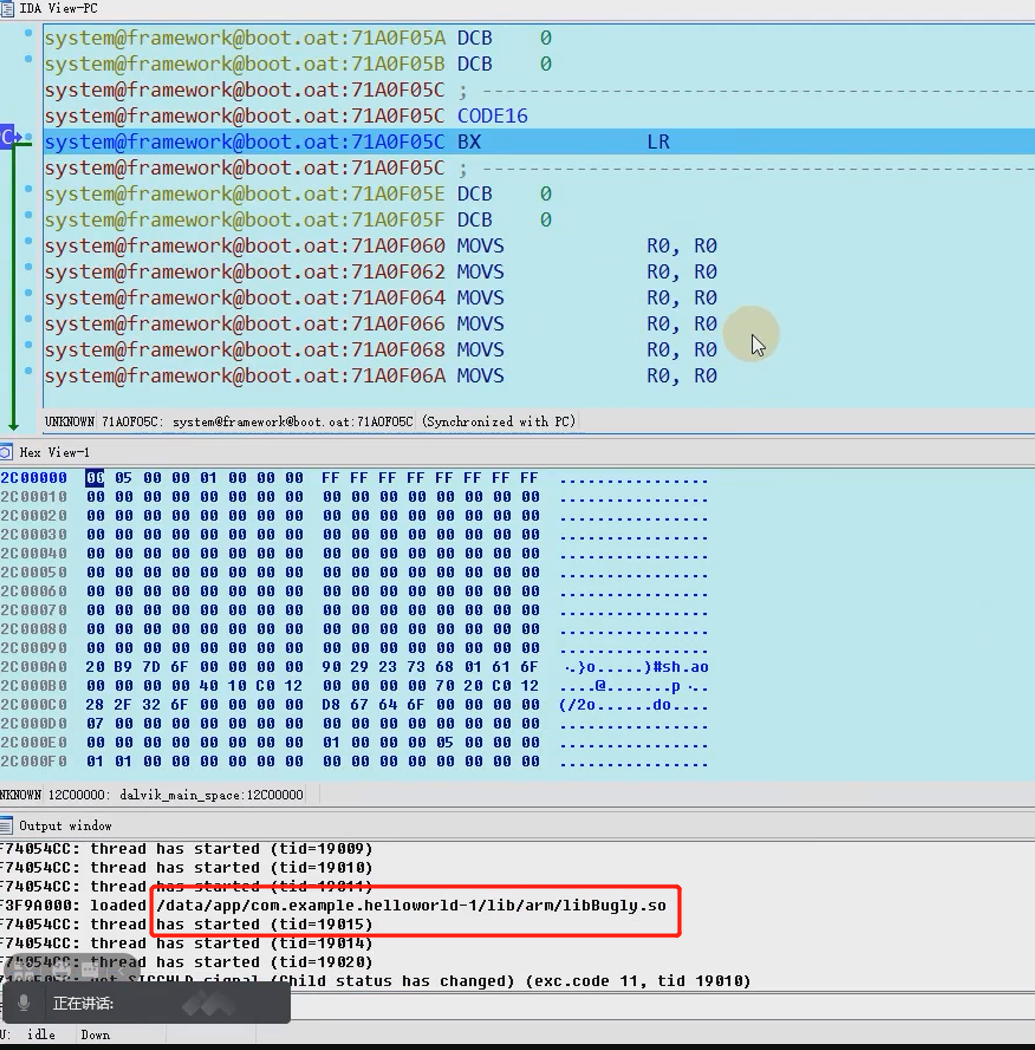 IDA View-PC
system@framework@boot.oat:71A0F05A DCB 0
system@framework@boot.oat:71A0F05B DCB 0
system@framework@boot.oat:71A0F05C ; ---------------------------------------------------
system@framework@boot.oat:71A0F05C CODE16
PC system@framework@boot.oat:71A0F05C BX LR
system@framework@boot.oat:71A0F05C ; ---------------------------------------------------
system@framework@boot.oat:71A0F05E DCB 0
system@framework@boot.oat:71A0F05F DCB 0
system@framework@boot.oat:71A0F060 MOVS R0, R0
system@framework@boot.oat:71A0F062 MOVS R0, R0
system@framework@boot.oat:71A0F064 MOVS R0, R0
system@framework@boot.oat:71A0F066 MOVS R0, R0
system@framework@boot.oat:71A0F068 MOVS R0, R0
system@framework@boot.oat:71A0F06A MOVS R0, R0
UNKNOWN 71A0F05C: system@framework@boot.oat:71A0F05C (Synchronized with PC)
Hex View-1
2C00000 00 05 00 00 01 00 00 00 FF FF FF FF FF FF FF FF ................
2C00010 00 00 00 00 00 00 00 00 00 00 00 00 00 00 00 00 ................
2C00020 00 00 00 00 00 00 00 00 00 00 00 00 00 00 00 00 ................
2C00030 00 00 00 00 00 00 00 00 00 00 00 00 00 00 00 00 ................
2C00040 00 00 00 00 00 00 00 00 00 00 00 00 00 00 00 00 ................
2C00050 00 00 00 00 00 00 00 00 00 00 00 00 00 00 00 00 ................
2C00060 00 00 00 00 00 00 00 00 00 00 00 00 00 00 00 00 ................
2C00070 00 00 00 00 00 00 00 00 00 00 00 00 00 00 00 00 ................
2C00080 00 00 00 00 00 00 00 00 00 00 00 00 00 00 00 00 ................
2C00090 00 00 00 00 00 00 00 00 00 00 00 00 00 00 00 00 ................
2C000A0 20 B9 7D 6F 00 00 00 00 90 29 23 73 68 01 61 6F ·.}o.....)#sh.ao
2C000B0 00 00 00 00 40 10 C0 12 00 00 00 00 70 20 C0 12 ....@.......p ·..
2C000C0 28 2F 32 6F 00 00 00 00 D8 67 64 6F 00 00 00 00 (/2o......do....
2C000D0 07 00 00 00 00 00 00 00 00 00 00 00 00 00 00 00 ................
2C000E0 00 00 00 00 00 00 00 00 01 00 00 00 05 00 00 00 ................
2C000F0 01 01 00 00 00 00 00 00 00 00 00 00 00 00 00 00 ................
NKNOWN 12C00000: dalvik_main_space:12C00000
Output window
F74054CC: thread has started (tid=19009)
F74054CC: thread has started (tid=19010)
F74054CC: thread has started (tid=19011)
F3F9A000: loaded /data/app/com.example.helloworld-1/lib/arm/libBugly.so
F74054CC: thread has started (tid=19015)
F74054CC: thread has started (tid=19014)
F74054CC: thread has started (tid=19020)
SIGCHLD signal (Child status has changed) (exc.code 11, tid 19010)
正在讲话:
U: idle Down